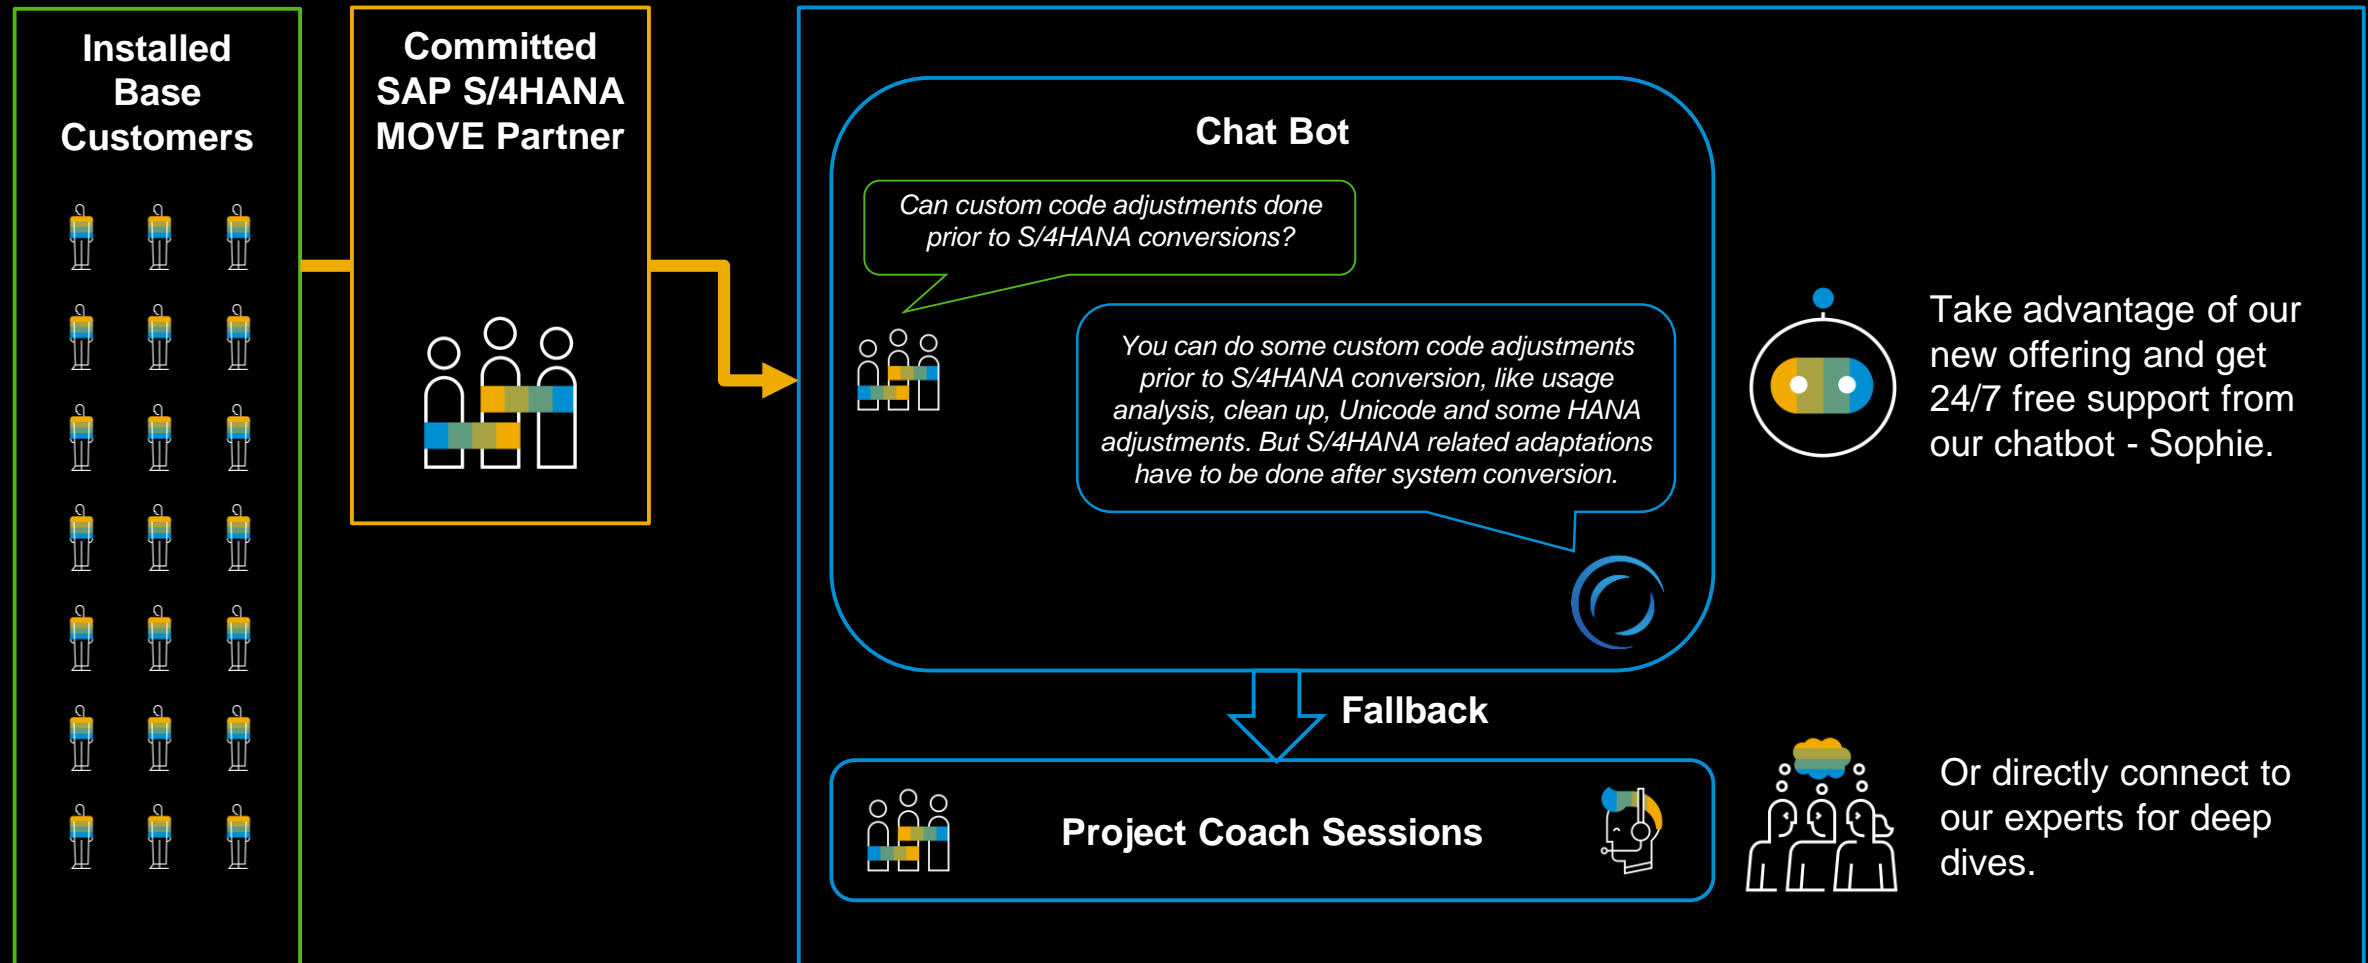 Installed
Base
Customers
Committed
SAP S/4HANA
MOVE Partner
Chat Bot
Can custom code adjustments done
prior to S/4HANA conversions?
You can do some custom code adjustments
prior to S/4HANA conversion, like usage
analysis, clean up, Unicode and some HANA
adjustments. But S/4HANA related adaptations
have to be done after system conversion.
Take advantage of our
new offering and get
24/7 free support from
our chatbot - Sophie.
Fallback
Project Coach Sessions
Or directly connect to
our experts for deep
dives.